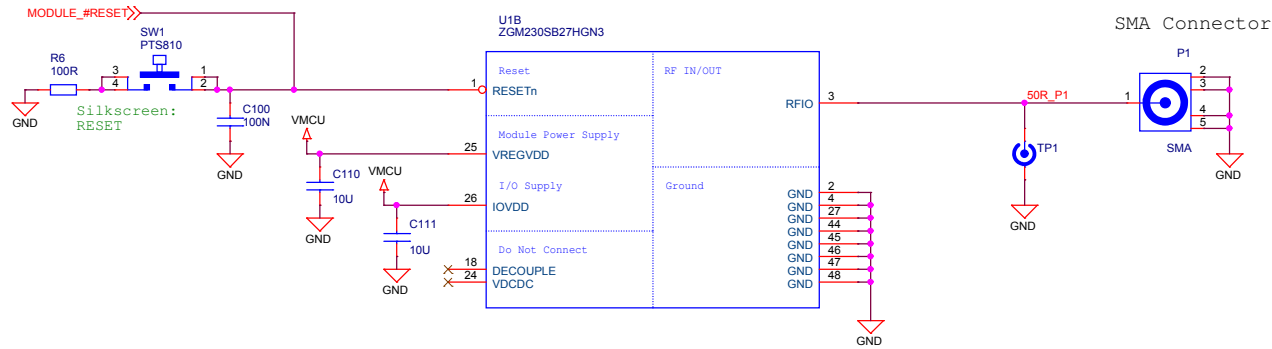 MODULE_#RESET
SW1
PTS810
R6
100R
3
4
1
2
GND
Silkscreen:
RESET
C100
100N
GND
VMCU
C110
10U
GND
VMCU
C111
10U
GND
U1B
ZGM230SB27HGN3
Reset
1
RESETn
Module Power Supply
25
VREGVDD
I/O Supply
26
IOVDD
Do Not Connect
18
DECOUPLE
24
VDCDC
RF IN/OUT
RFIO
3
Ground
GND
2
GND
4
GND
27
GND
44
GND
45
GND
46
GND
47
GND
48
GND
50R_P1
TP1
GND
SMA Connector
P1
1
2
3
4
5
SMA
GND